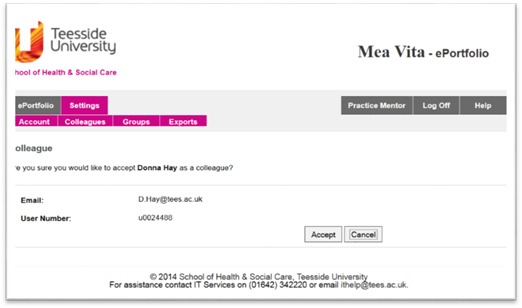 Teesside
University
Mea Vita - ePortfolio
chool of Health & Social Care
ePortfolio Settings Practice Mentor Log Off Help
Account Colleagues Groups Exports
olleague
re you sure you would like to accept Donna Hay as a colleague?
Email: D.Hay@tees.ac.uk
User Number: u0024488
Accept Cancel
© 2014 School of Health & Social Care, Teesside University
For assistance contact IT Services on (01642) 342220 or email ithelp@tees.ac.uk.